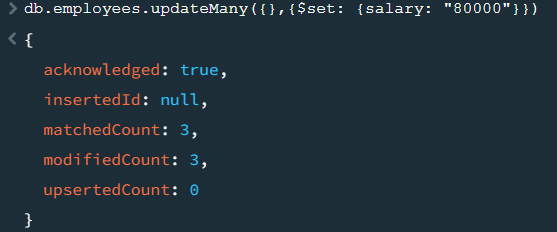 > db.employees.updateMany({},{$set: {salary: "80000"}})
< {
acknowledged: true,
insertedId: null,
matchedCount: 3,
modifiedCount: 3,
upsertedCount: 0
}